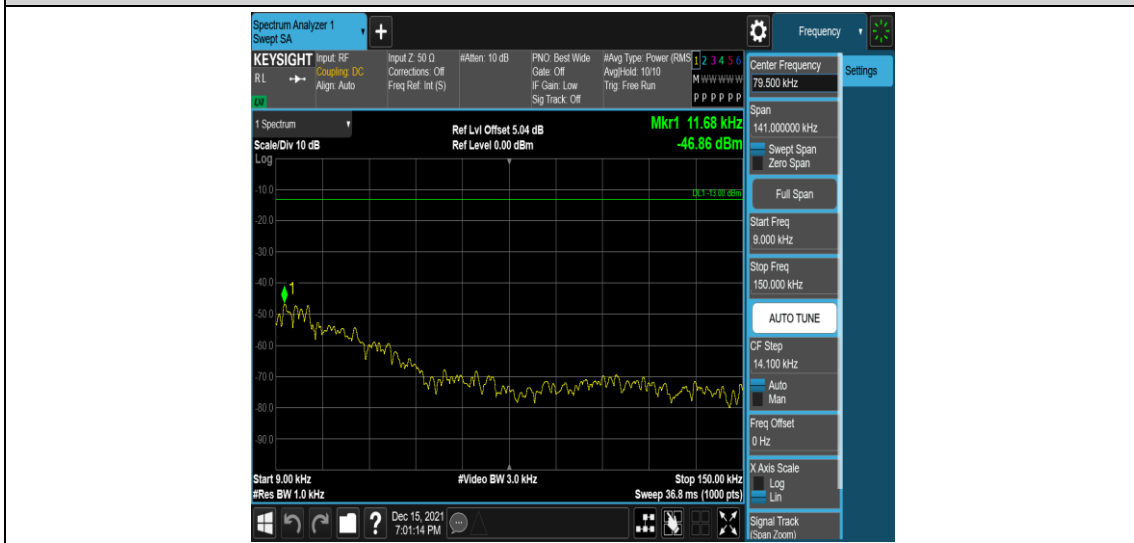 Spectrum Analyzer 1
Swept SA
+
Frequency
KEYSIGHT
RL
LXI
Input: RF
Coupling: DC
Align: Auto
Input Z: 50 Ω
Corrections: Off
Freq Ref: Int (S)
#Atten: 10 dB
PNO: Best Wide
Gate: Off
IF Gain: Low
Sig Track: Off
#Avg Type: Power (RMS
Avg|Hold: 10/10
Trig: Free Run
1 2 3 4 5 6
M W W W W W
P P P P P P
1 Spectrum
Scale/Div 10 dB
Ref Lvl Offset 5.04 dB
Ref Level 0.00 dBm
Mkr1 11.68 kHz
-46.86 dBm
Log
DL1 -13.00 dBm
-10.0
-20.0
-30.0
-40.0
1
-50.0
-60.0
-70.0
-80.0
-90.0
Start 9.00 kHz
#Res BW 1.0 kHz
#Video BW 3.0 kHz
Stop 150.00 kHz
Sweep 36.8 ms (1000 pts)
?
Dec 15, 2021
7:01:14 PM
Center Frequency
79.500 kHz
Settings
Span
141.000000 kHz
Swept Span
Zero Span
Full Span
Start Freq
9.000 kHz
Stop Freq
150.000 kHz
AUTO TUNE
CF Step
14.100 kHz
Auto
Man
Freq Offset
0 Hz
X Axis Scale
Log
Lin
Signal Track
(Span Zoom)